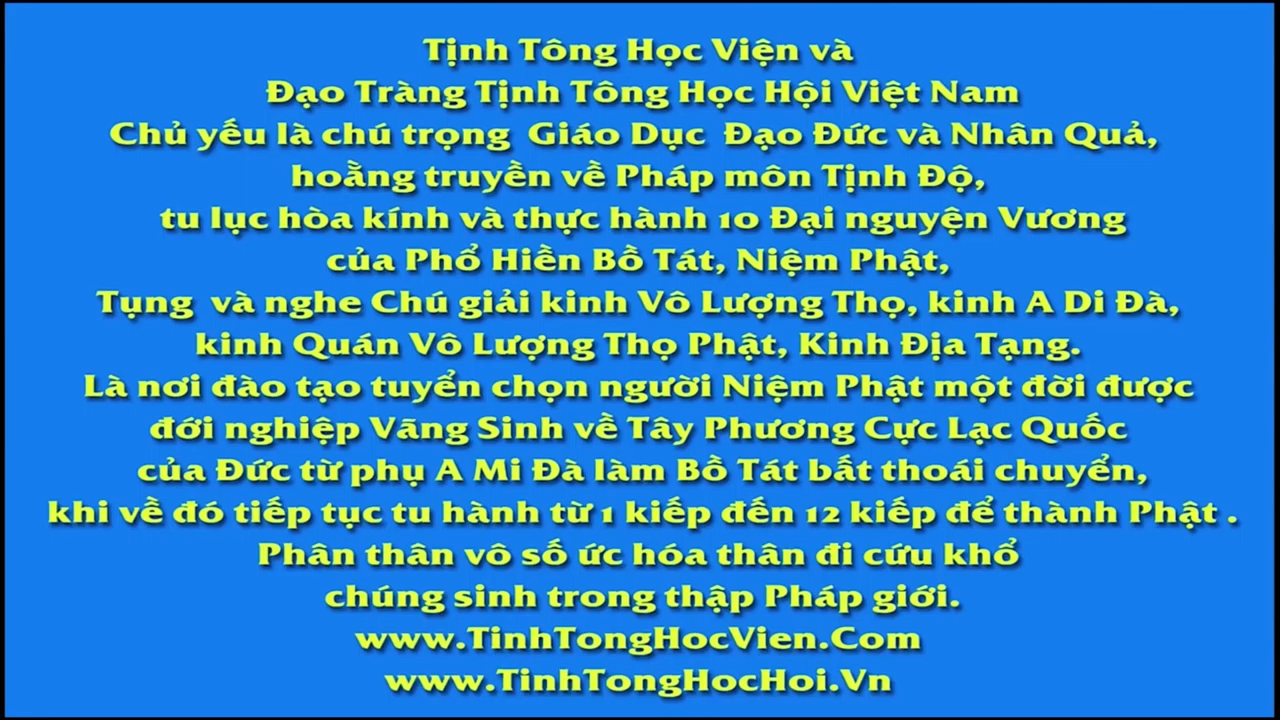 Tịnh Tông Học Viện và
Đạo Tràng Tịnh Tông Học Hội Việt Nam
Chủ yếu là chú trọng Giáo Dục Đạo Đức và Nhân Quả,
hoằng truyền về Pháp môn Tịnh Độ,
tu lục hòa kính và thực hành 10 Đại nguyện Vương
của Phổ Hiền Bồ Tát, Niệm Phật,
Tụng và nghe Chú giải kinh Vô Lượng Thọ, kinh A Di Đà,
kinh Quán Vô Lượng Thọ Phật, Kinh Địa Tạng.
Là nơi đào tạo tuyển chọn người Niệm Phật một đời được
đới nghiệp Vãng Sinh về Tây Phương Cực Lạc Quốc
của Đức từ phụ A Mi Đà làm Bồ Tát bất thoái chuyển,
khi về đó tiếp tục tu hành từ 1 kiếp đến 12 kiếp để thành Phật .
Phân thân vô số ức hóa thân đi cứu khổ
chúng sinh trong thập Pháp giới.
www.TinhTongHocVien.Com
www.TinhTongHocHoi.Vn